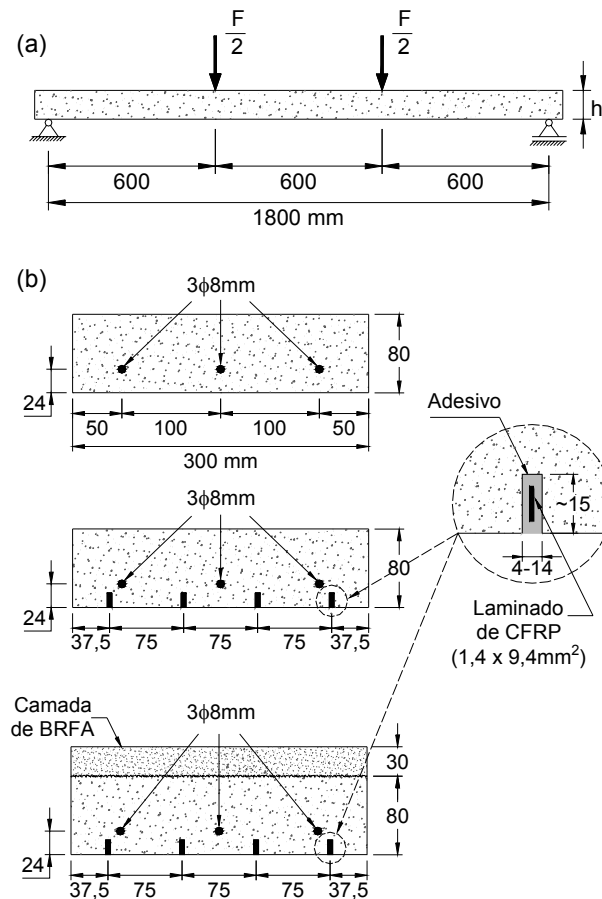 (a)
F
2
F
2
h
600
600
600
1800 mm
(b)
3ϕ8mm
80
24
50
100
100
50
300 mm
Adesivo
~15
4-14
Laminado
de CFRP
(1,4 x 9,4mm²)
3ϕ8mm
80
24
37,5
75
75
75
37,5
Camada
de BRFA
3ϕ8mm
30
80
24
37,5
75
75
75
37,5